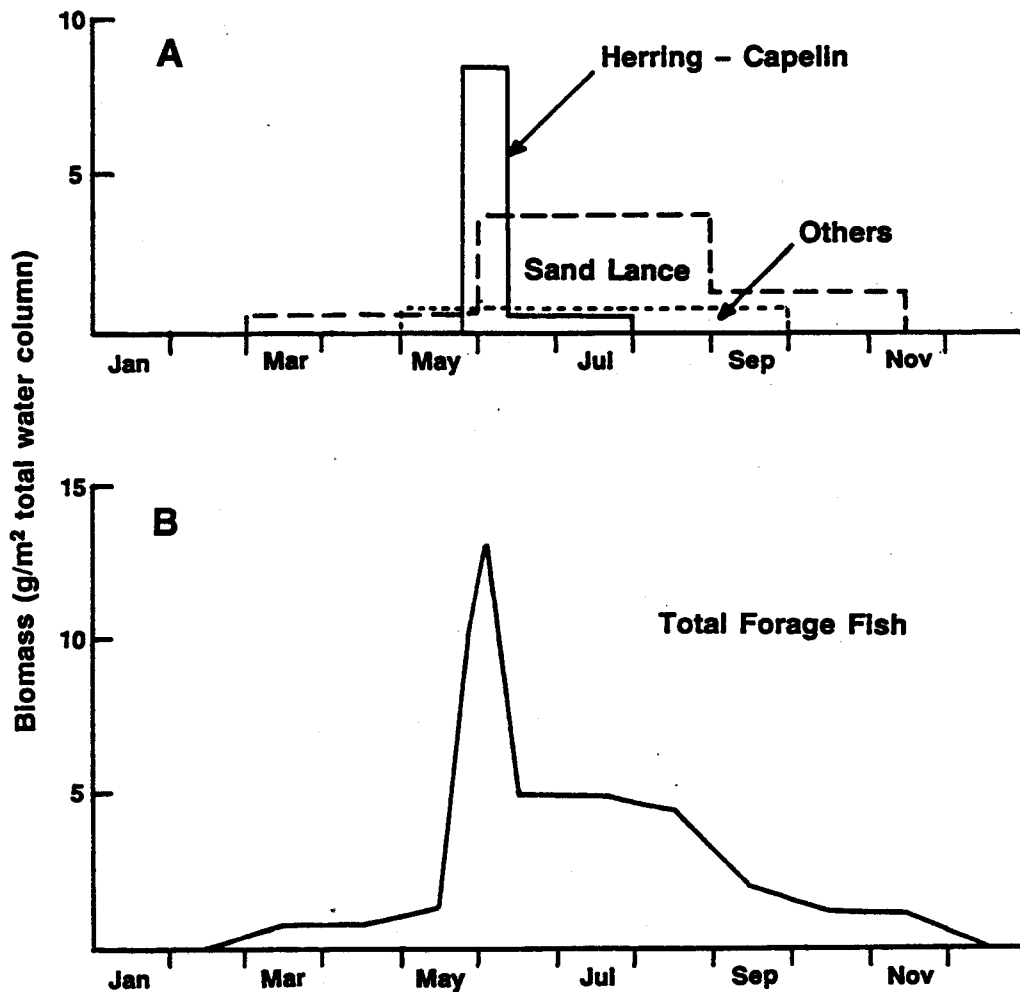 Biomass (g/m² total water column)
10
A
Herring – Capelin
5
Others
Sand Lance
Jan Mar May Jul Sep Nov
15
B
10
Total Forage Fish
5
Jan Mar May Jul Sep Nov